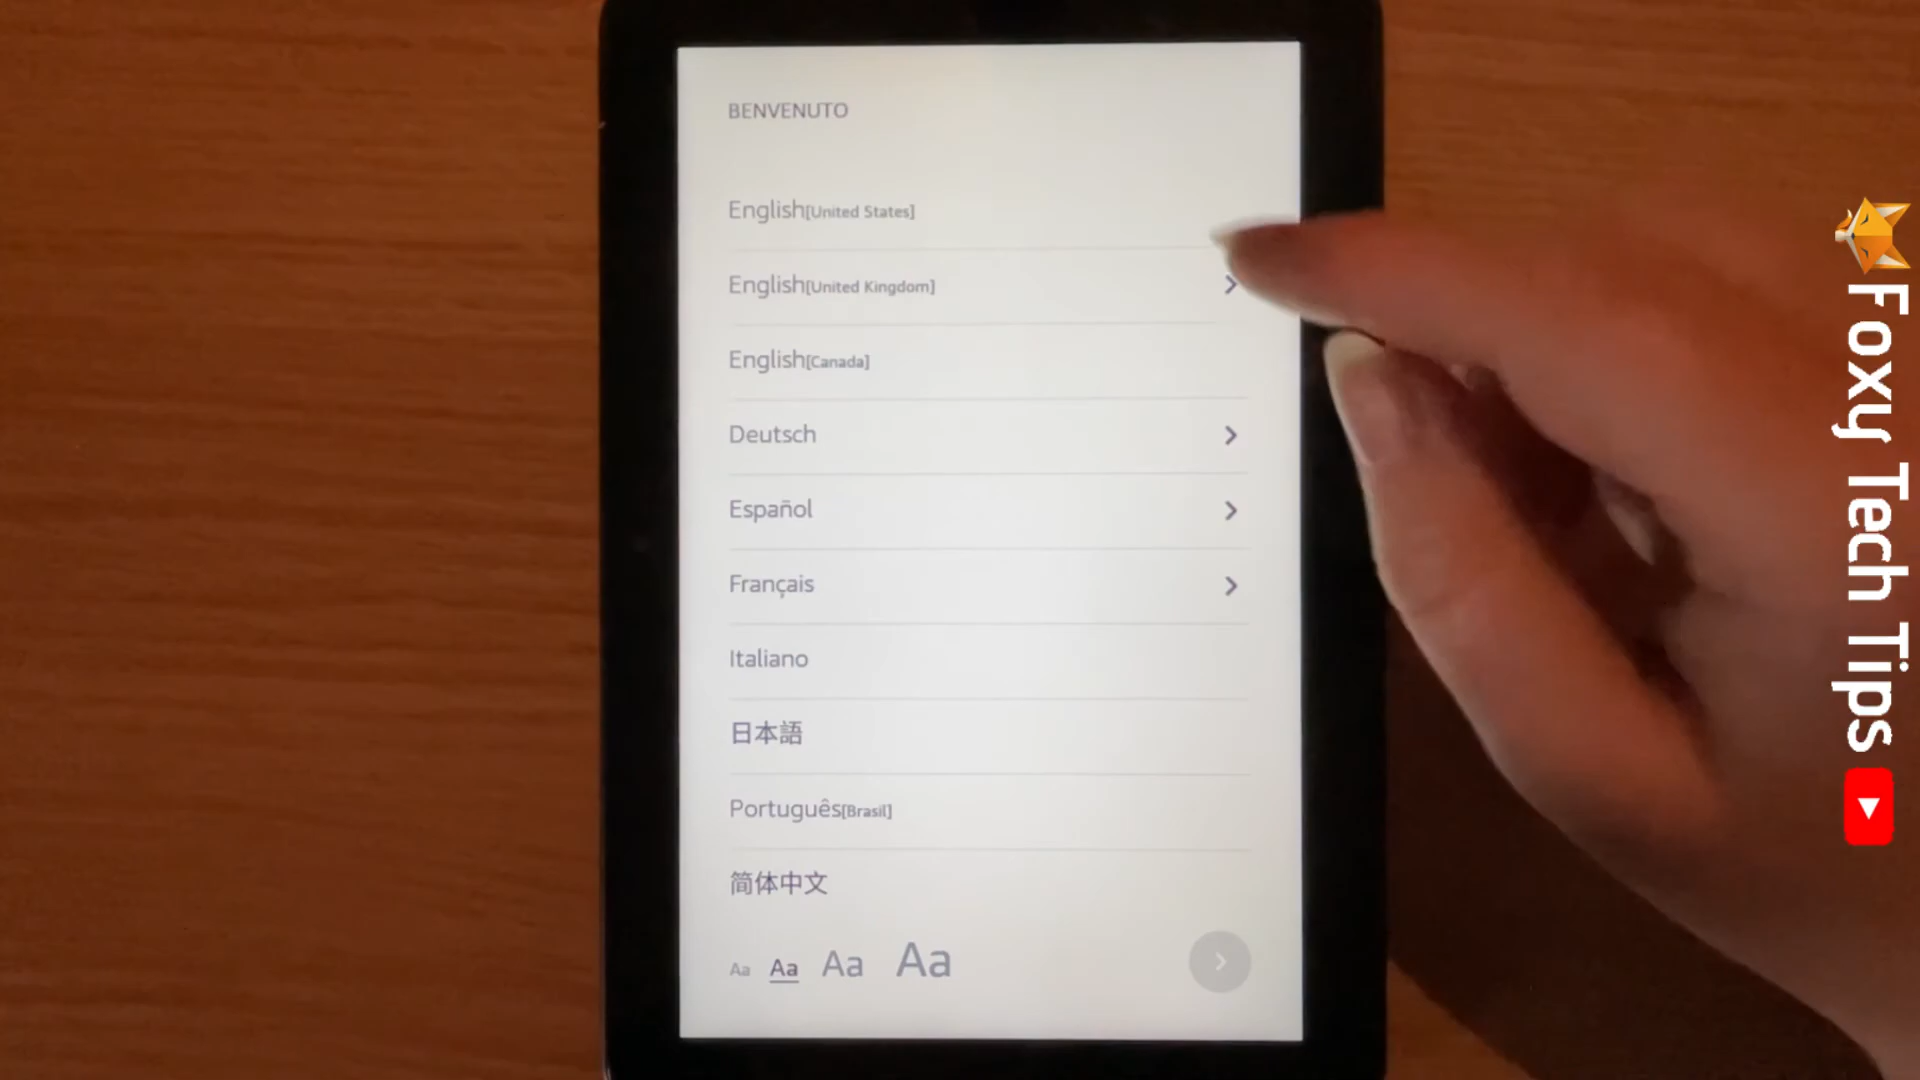 BENVENUTO
English[United States]
English[United Kingdom]
English[Canada]
Deutsch
Español
Français
Italiano
日本語
Português[Brasil]
简体中文
Aa Aa Aa Aa
Foxy Tech Tips